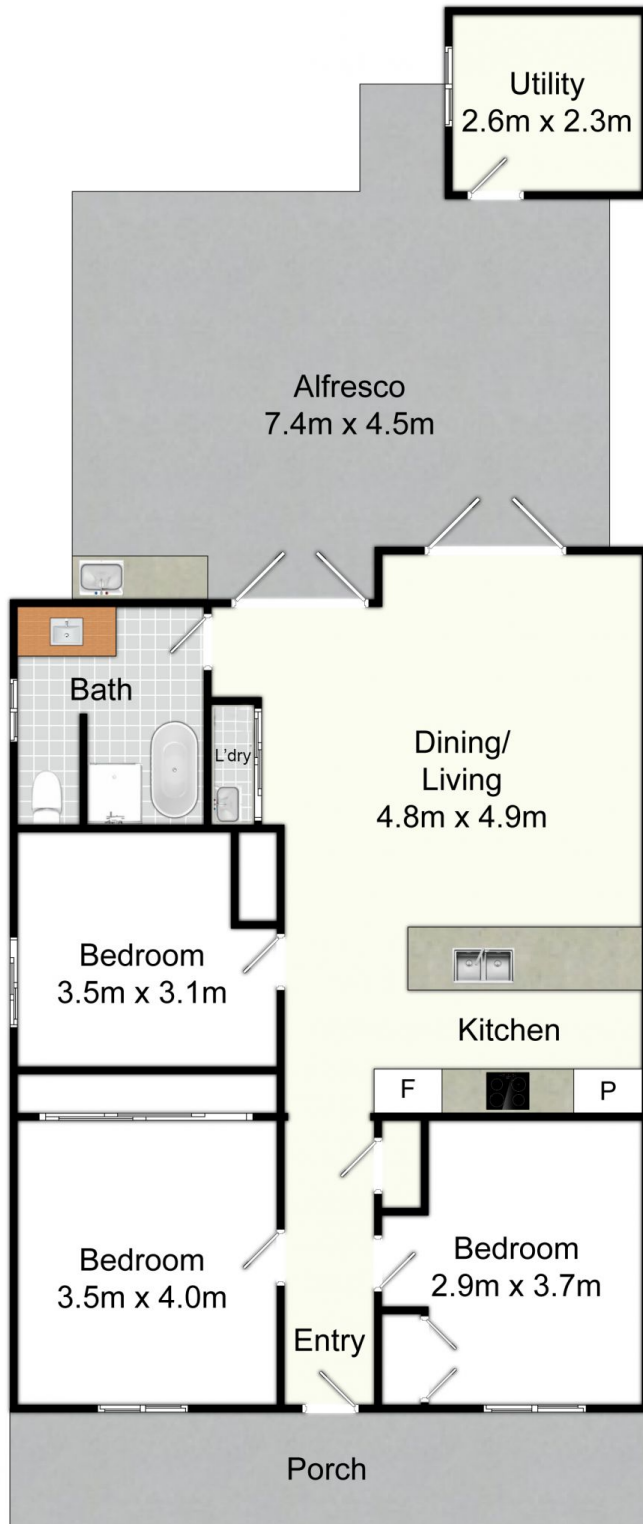 Utility
2.6m x 2.3m
Alfresco
7.4m x 4.5m
Bath
L'dry
Dining/
Living
4.8m x 4.9m
Bedroom
3.5m x 3.1m
Kitchen
F
P
Bedroom
3.5m x 4.0m
Bedroom
2.9m x 3.7m
Entry
Porch